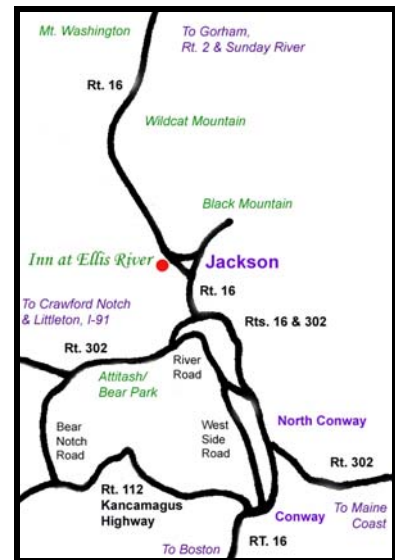 Mt. Washington
To Gorham,
Rt. 2 & Sunday River
Rt. 16
Wildcat Mountain
Black Mountain
Inn at Ellis River
Jackson
Rt. 16
To Crawford Notch
& Littleton, I-91
Rts. 16 & 302
Rt. 302
River
Road
Attitash/
Bear Park
Bear
Notch
Road
West
Side
Road
North Conway
Rt. 302
Rt. 112
Kancamagus
Highway
Conway
To Maine
Coast
RT. 16
To Boston